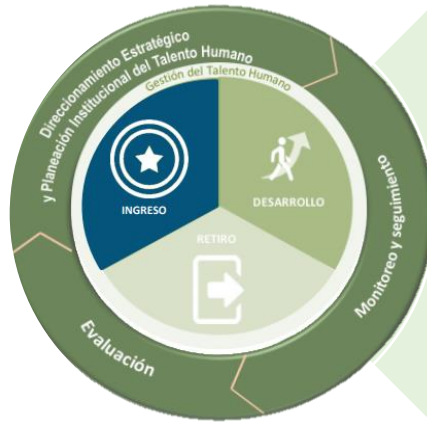 Direccionamiento Estratégico
y Planeación Institucional del Talento Humano
Gestión del Talento Humano
INGRESO
DESARROLLO
RETIRO
Monitoreo y seguimiento
Evaluación